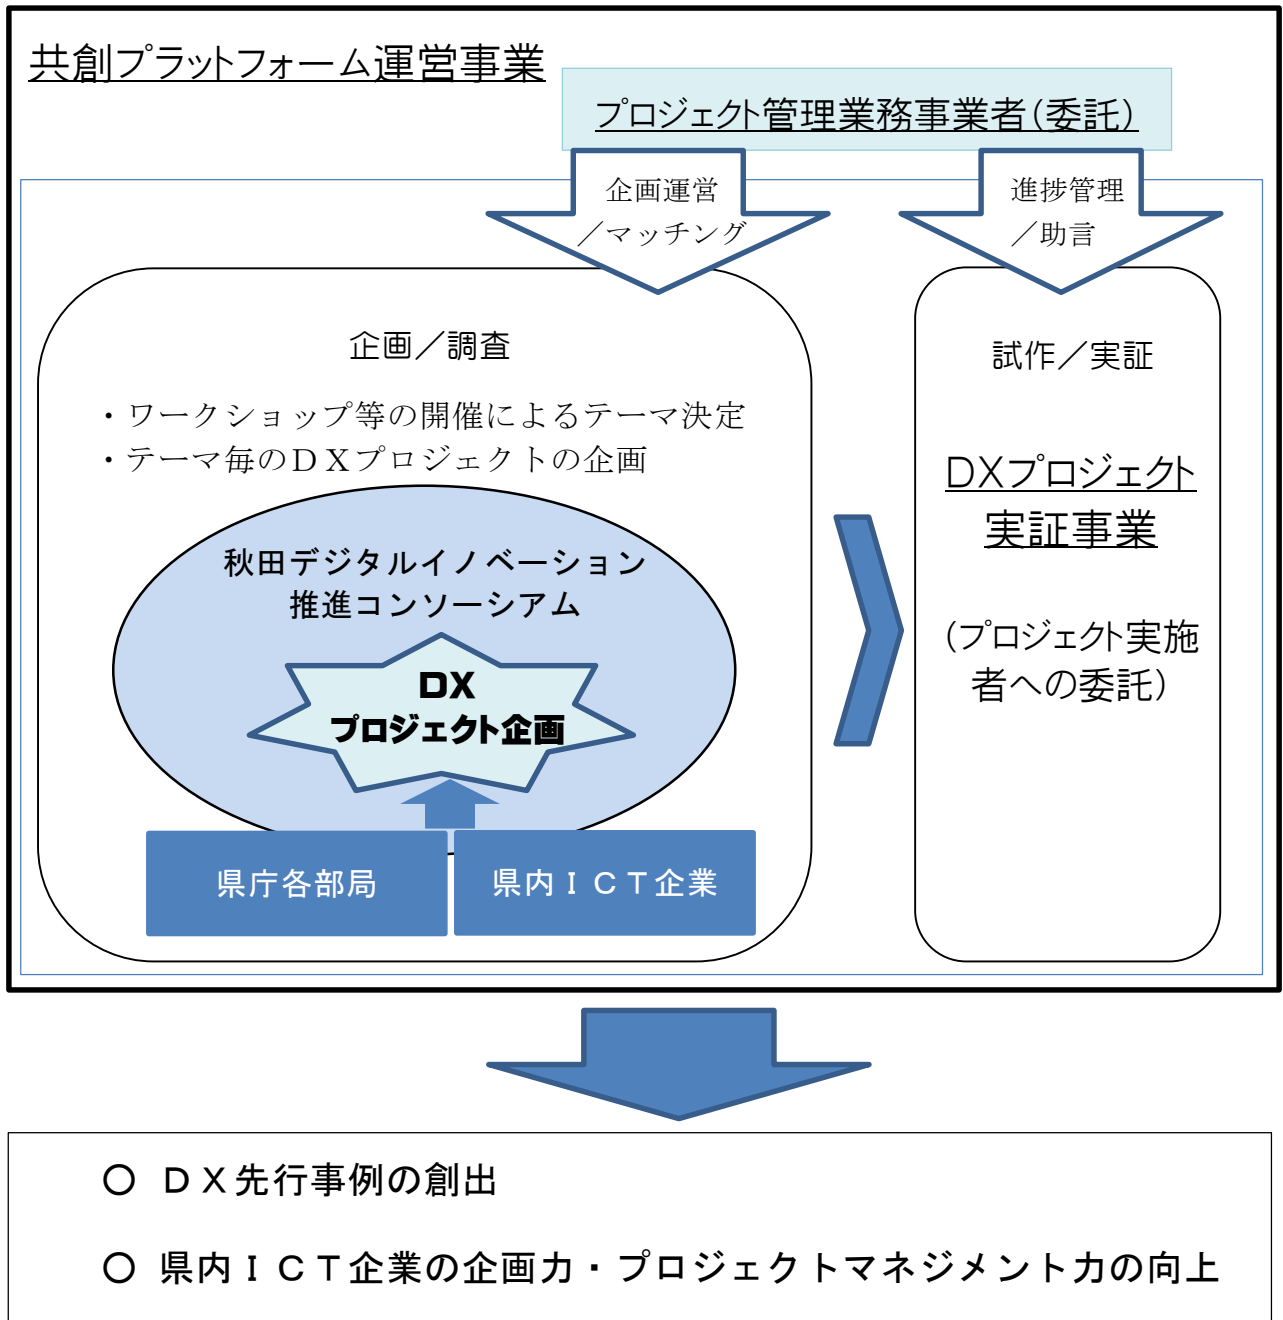 共創プラットフォーム運営事業
プロジェクト管理業務事業者(委託)
企画運営
／マッチング
進捗管理
／助言
企画／調査
・ワークショップ等の開催によるテーマ決定
・テーマ毎のＤＸプロジェクトの企画
秋田デジタルイノベーション
推進コンソーシアム
DX
プロジェクト企画
県庁各部局
県内ＩＣＴ企業
試作／実証
DXプロジェクト
実証事業
(プロジェクト実施
者への委託)
○ ＤＸ先行事例の創出
○ 県内ＩＣＴ企業の企画力・プロジェクトマネジメント力の向上